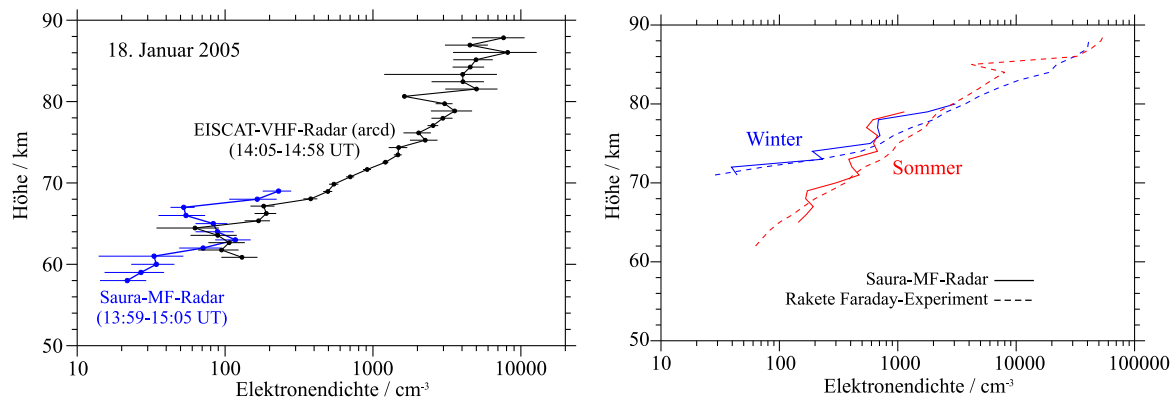 18. Januar 2005
EISCAT-VHF-Radar (arcd)
(14:05-14:58 UT)
Saura-MF-Radar
(13:59-15:05 UT)
Höhe / km
90
80
70
60
50
10
100
1000
10000
Elektronendichte / cm⁻³
Winter
Sommer
Saura-MF-Radar
Rakete Faraday-Experiment
Höhe / km
90
80
70
60
50
10
100
1000
10000
100000
Elektronendichte / cm⁻³